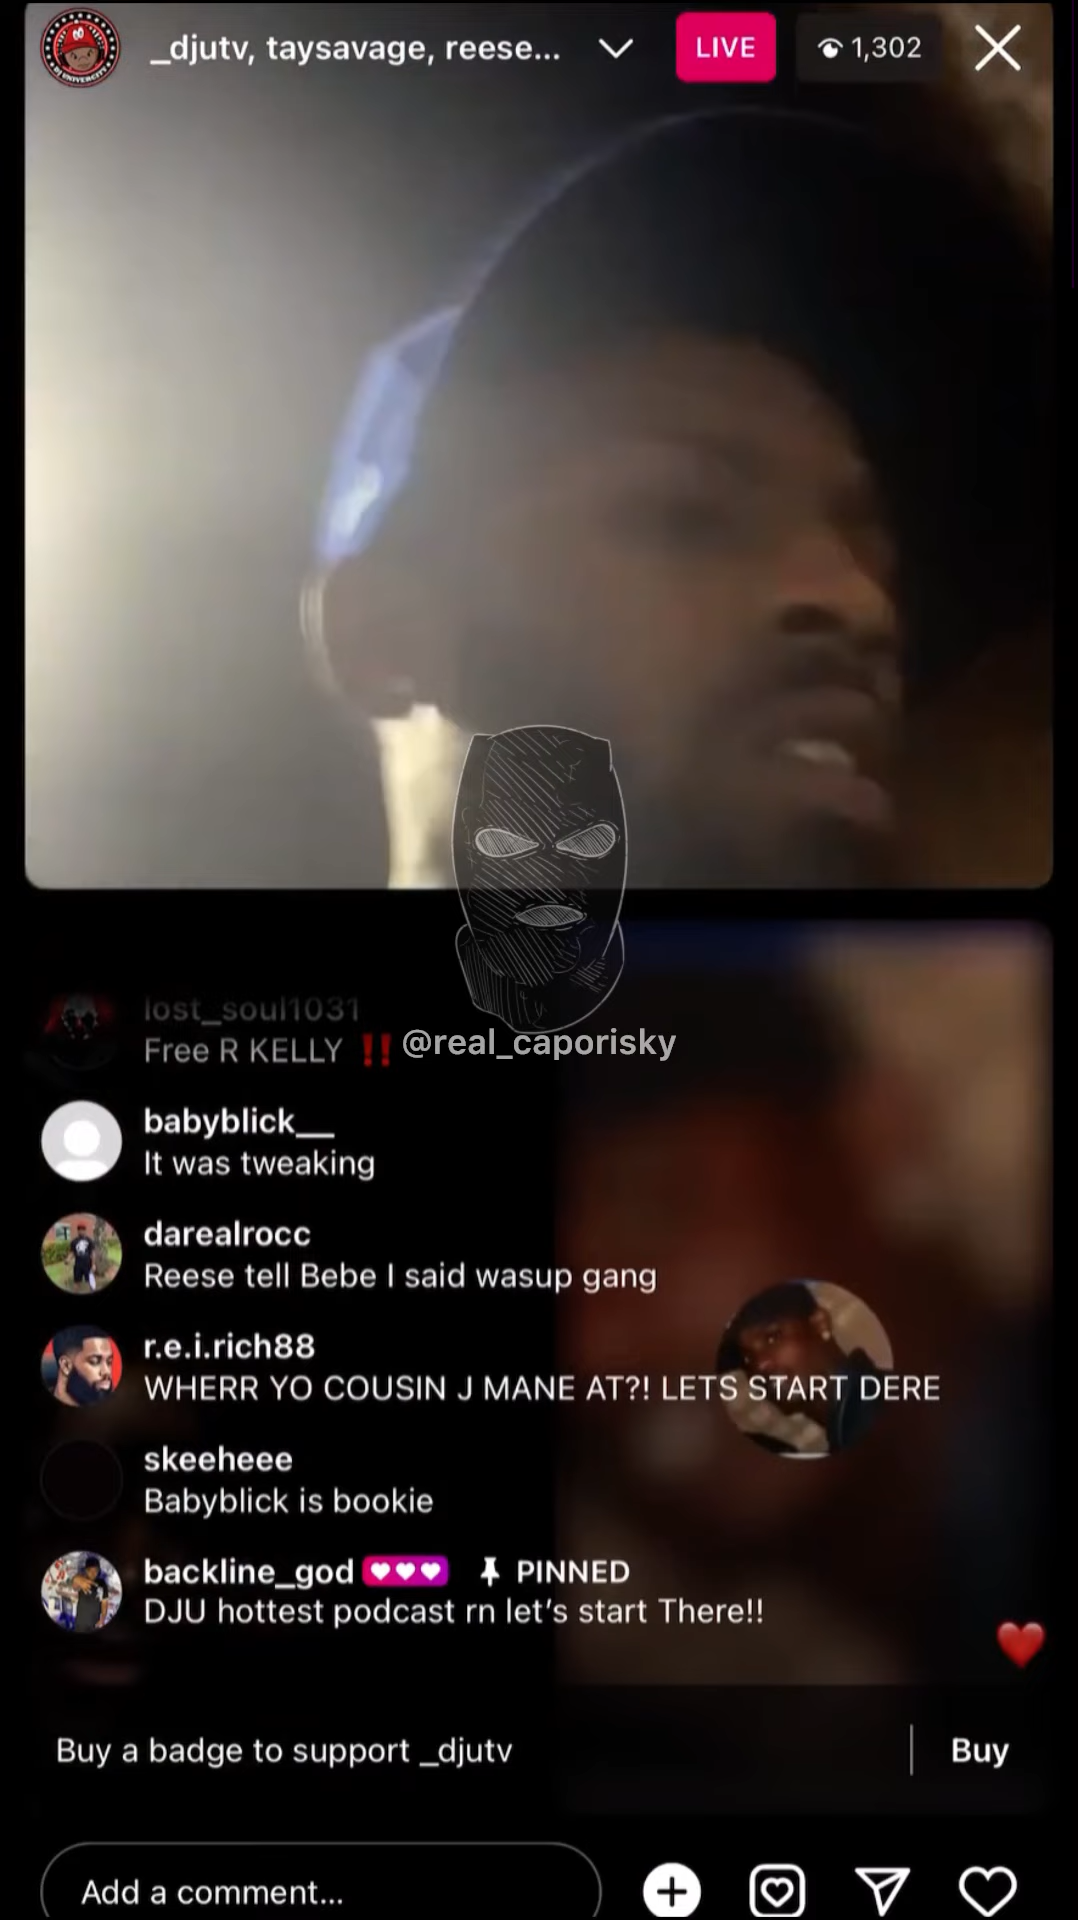 _djutv, taysavage, reese...
LIVE
1,302
lost_soul1031
Free R KELLY ‼️
@real_caporisky
babyblick__
It was tweaking
darealrocc
Reese tell Bebe I said wasup gang
r.e.i.rich88
WHERR YO COUSIN J MANE AT?! LETS START DERE
skeeheee
Babyblick is bookie
backline_god PINNED
DJU hottest podcast rn let's start There!!
Buy a badge to support _djutv
Buy
Add a comment...